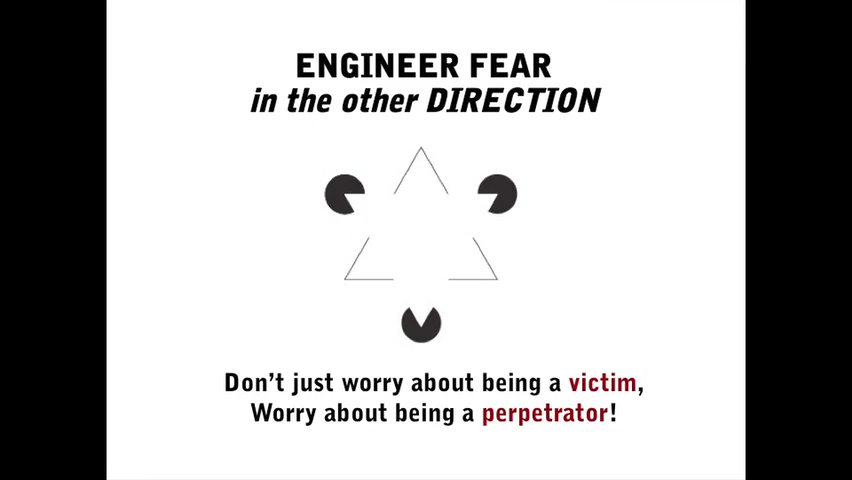 ENGINEER FEAR
in the other DIRECTION
Don't just worry about being a victim,
Worry about being a perpetrator!